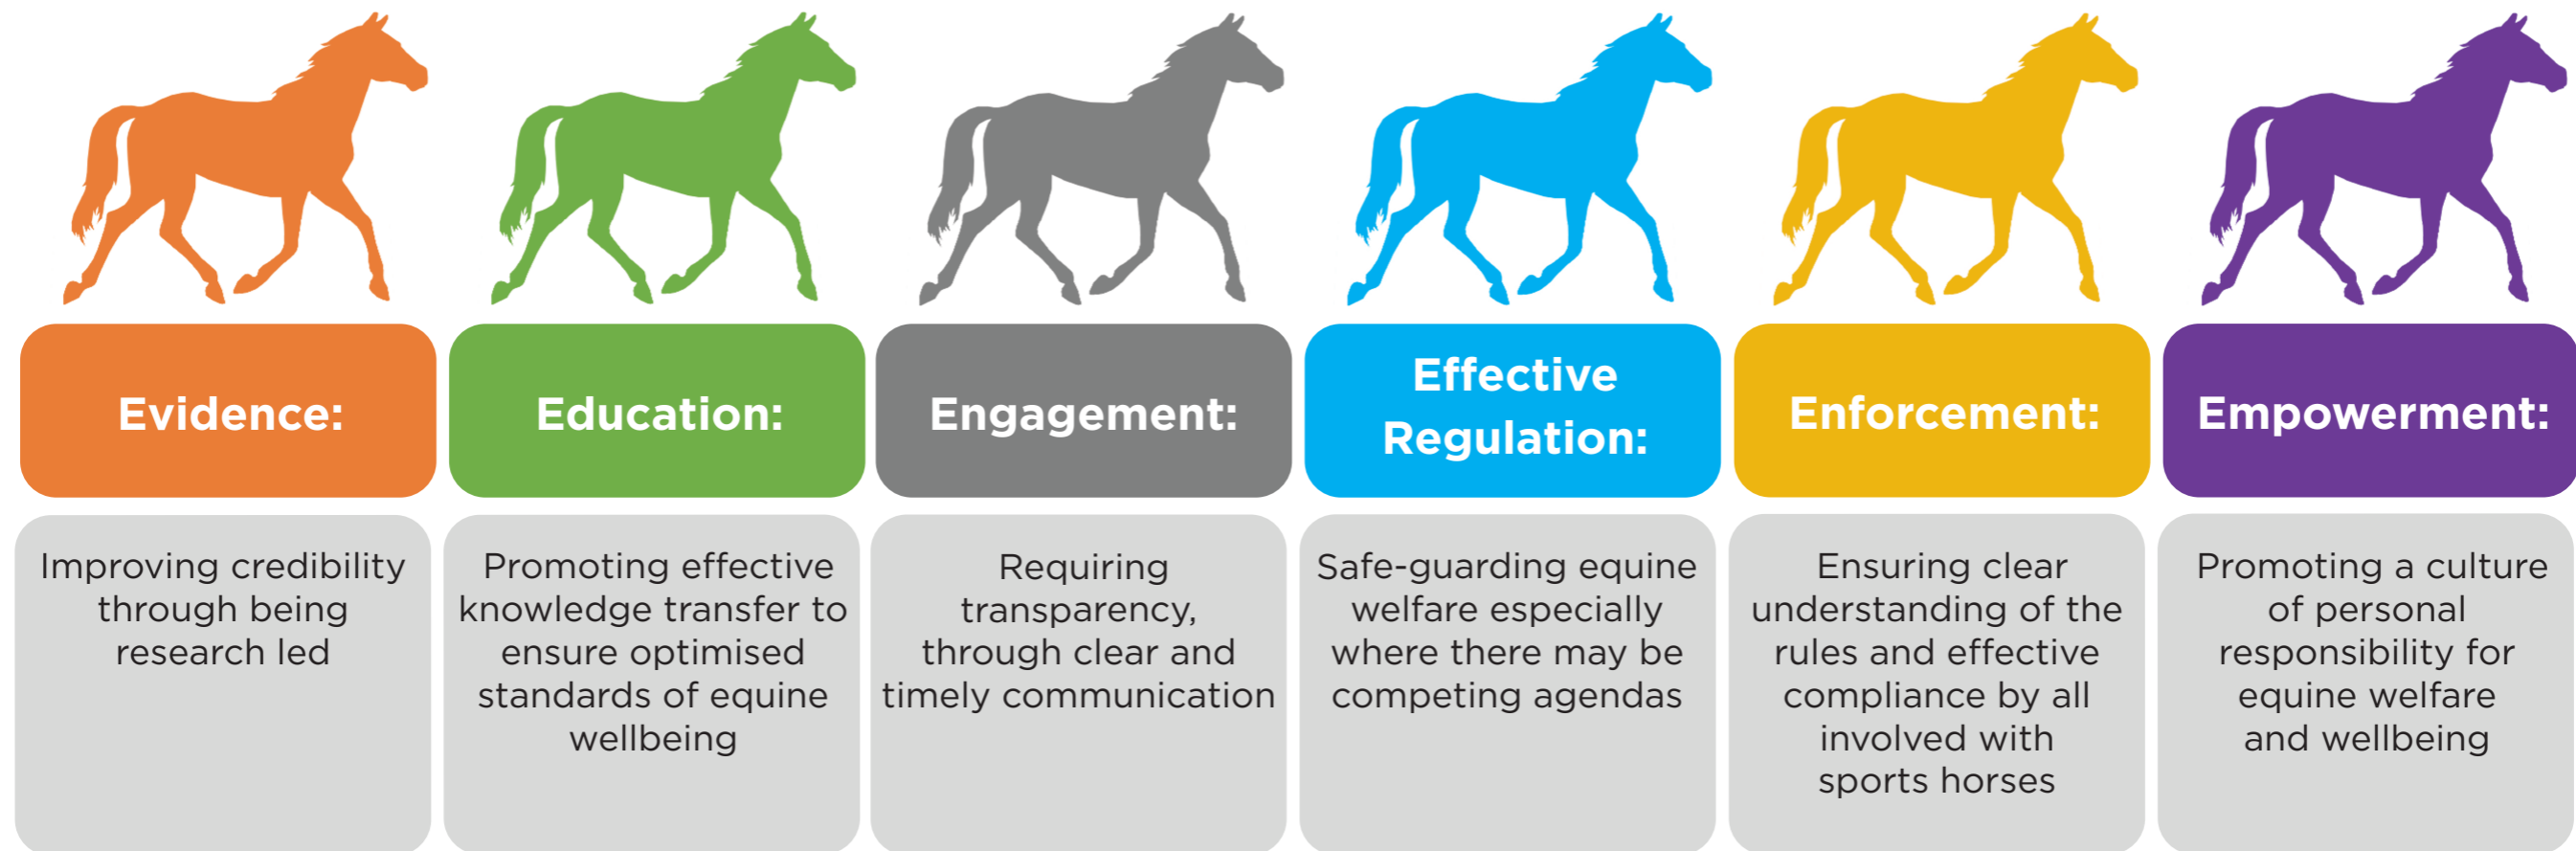 Evidence:
Improving credibility
through being
research led
Education:
Promoting effective
knowledge transfer to
ensure optimised
standards of equine
wellbeing
Engagement:
Requiring
transparency,
through clear and
timely communication
Effective
Regulation:
Safe-guarding equine
welfare especially
where there may be
competing agendas
Enforcement:
Ensuring clear
understanding of the
rules and effective
compliance by all
involved with
sports horses
Empowerment:
Promoting a culture
of personal
responsibility for
equine welfare
and wellbeing